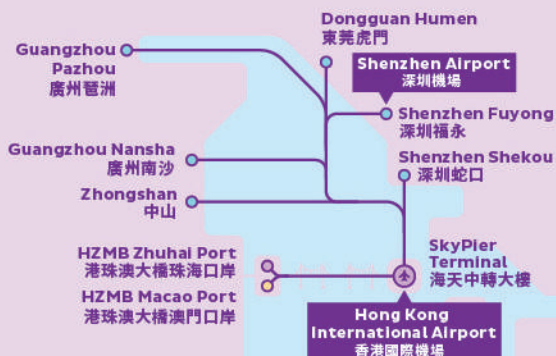 Dongguan Humen
東莞虎門
Guangzhou
Pazhou
廣州琶洲
Shenzhen Airport
深圳機場
Shenzhen Fuyong
深圳福永
Guangzhou Nansha
廣州南沙
Shenzhen Shekou
深圳蛇口
Zhongshan
中山
HZMB Zhuhai Port
港珠澳大橋珠海口岸
SkyPier
Terminal
海天中轉大樓
HZMB Macao Port
港珠澳大橋澳門口岸
Hong Kong
International Airport
香港國際機場